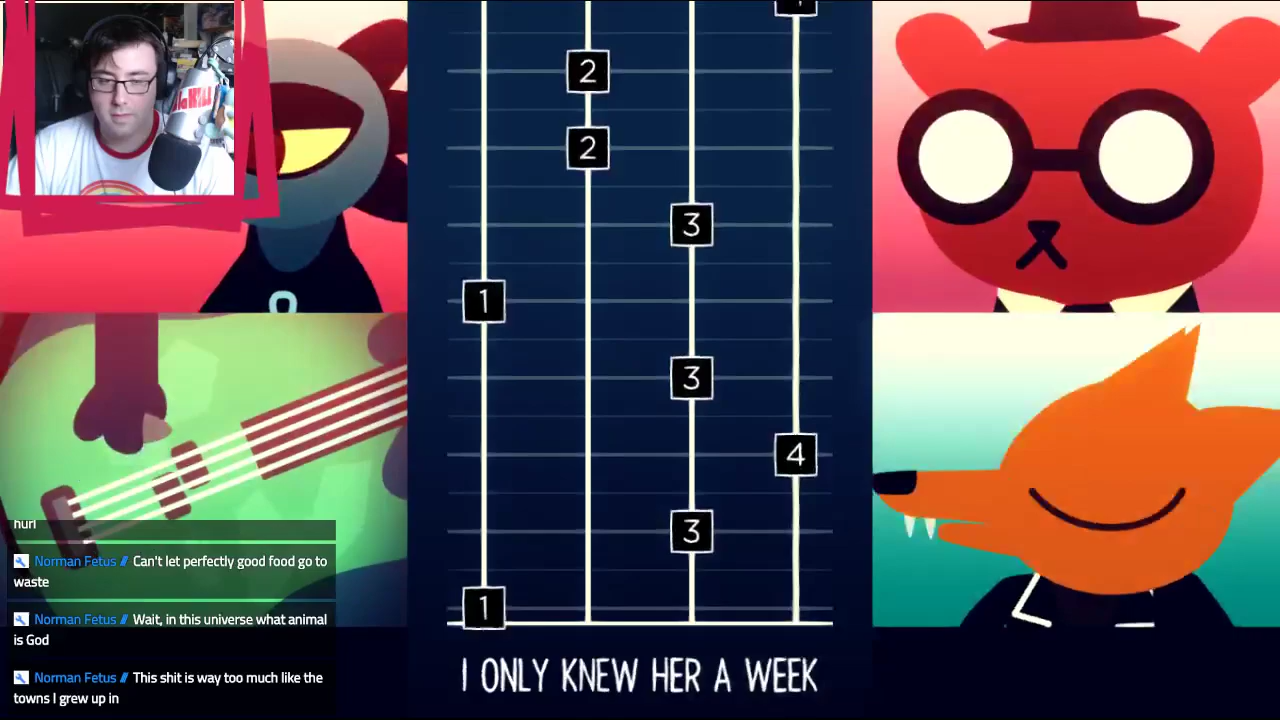 2
2
3
1
3
4
3
1
I ONLY KNEW HER A WEEK
hurl
Norman Fetus // Can't let perfectly good food go to
waste
Norman Fetus // Wait, in this universe what animal
is God
Norman Fetus // This shit is way too much like the
towns I grew up in